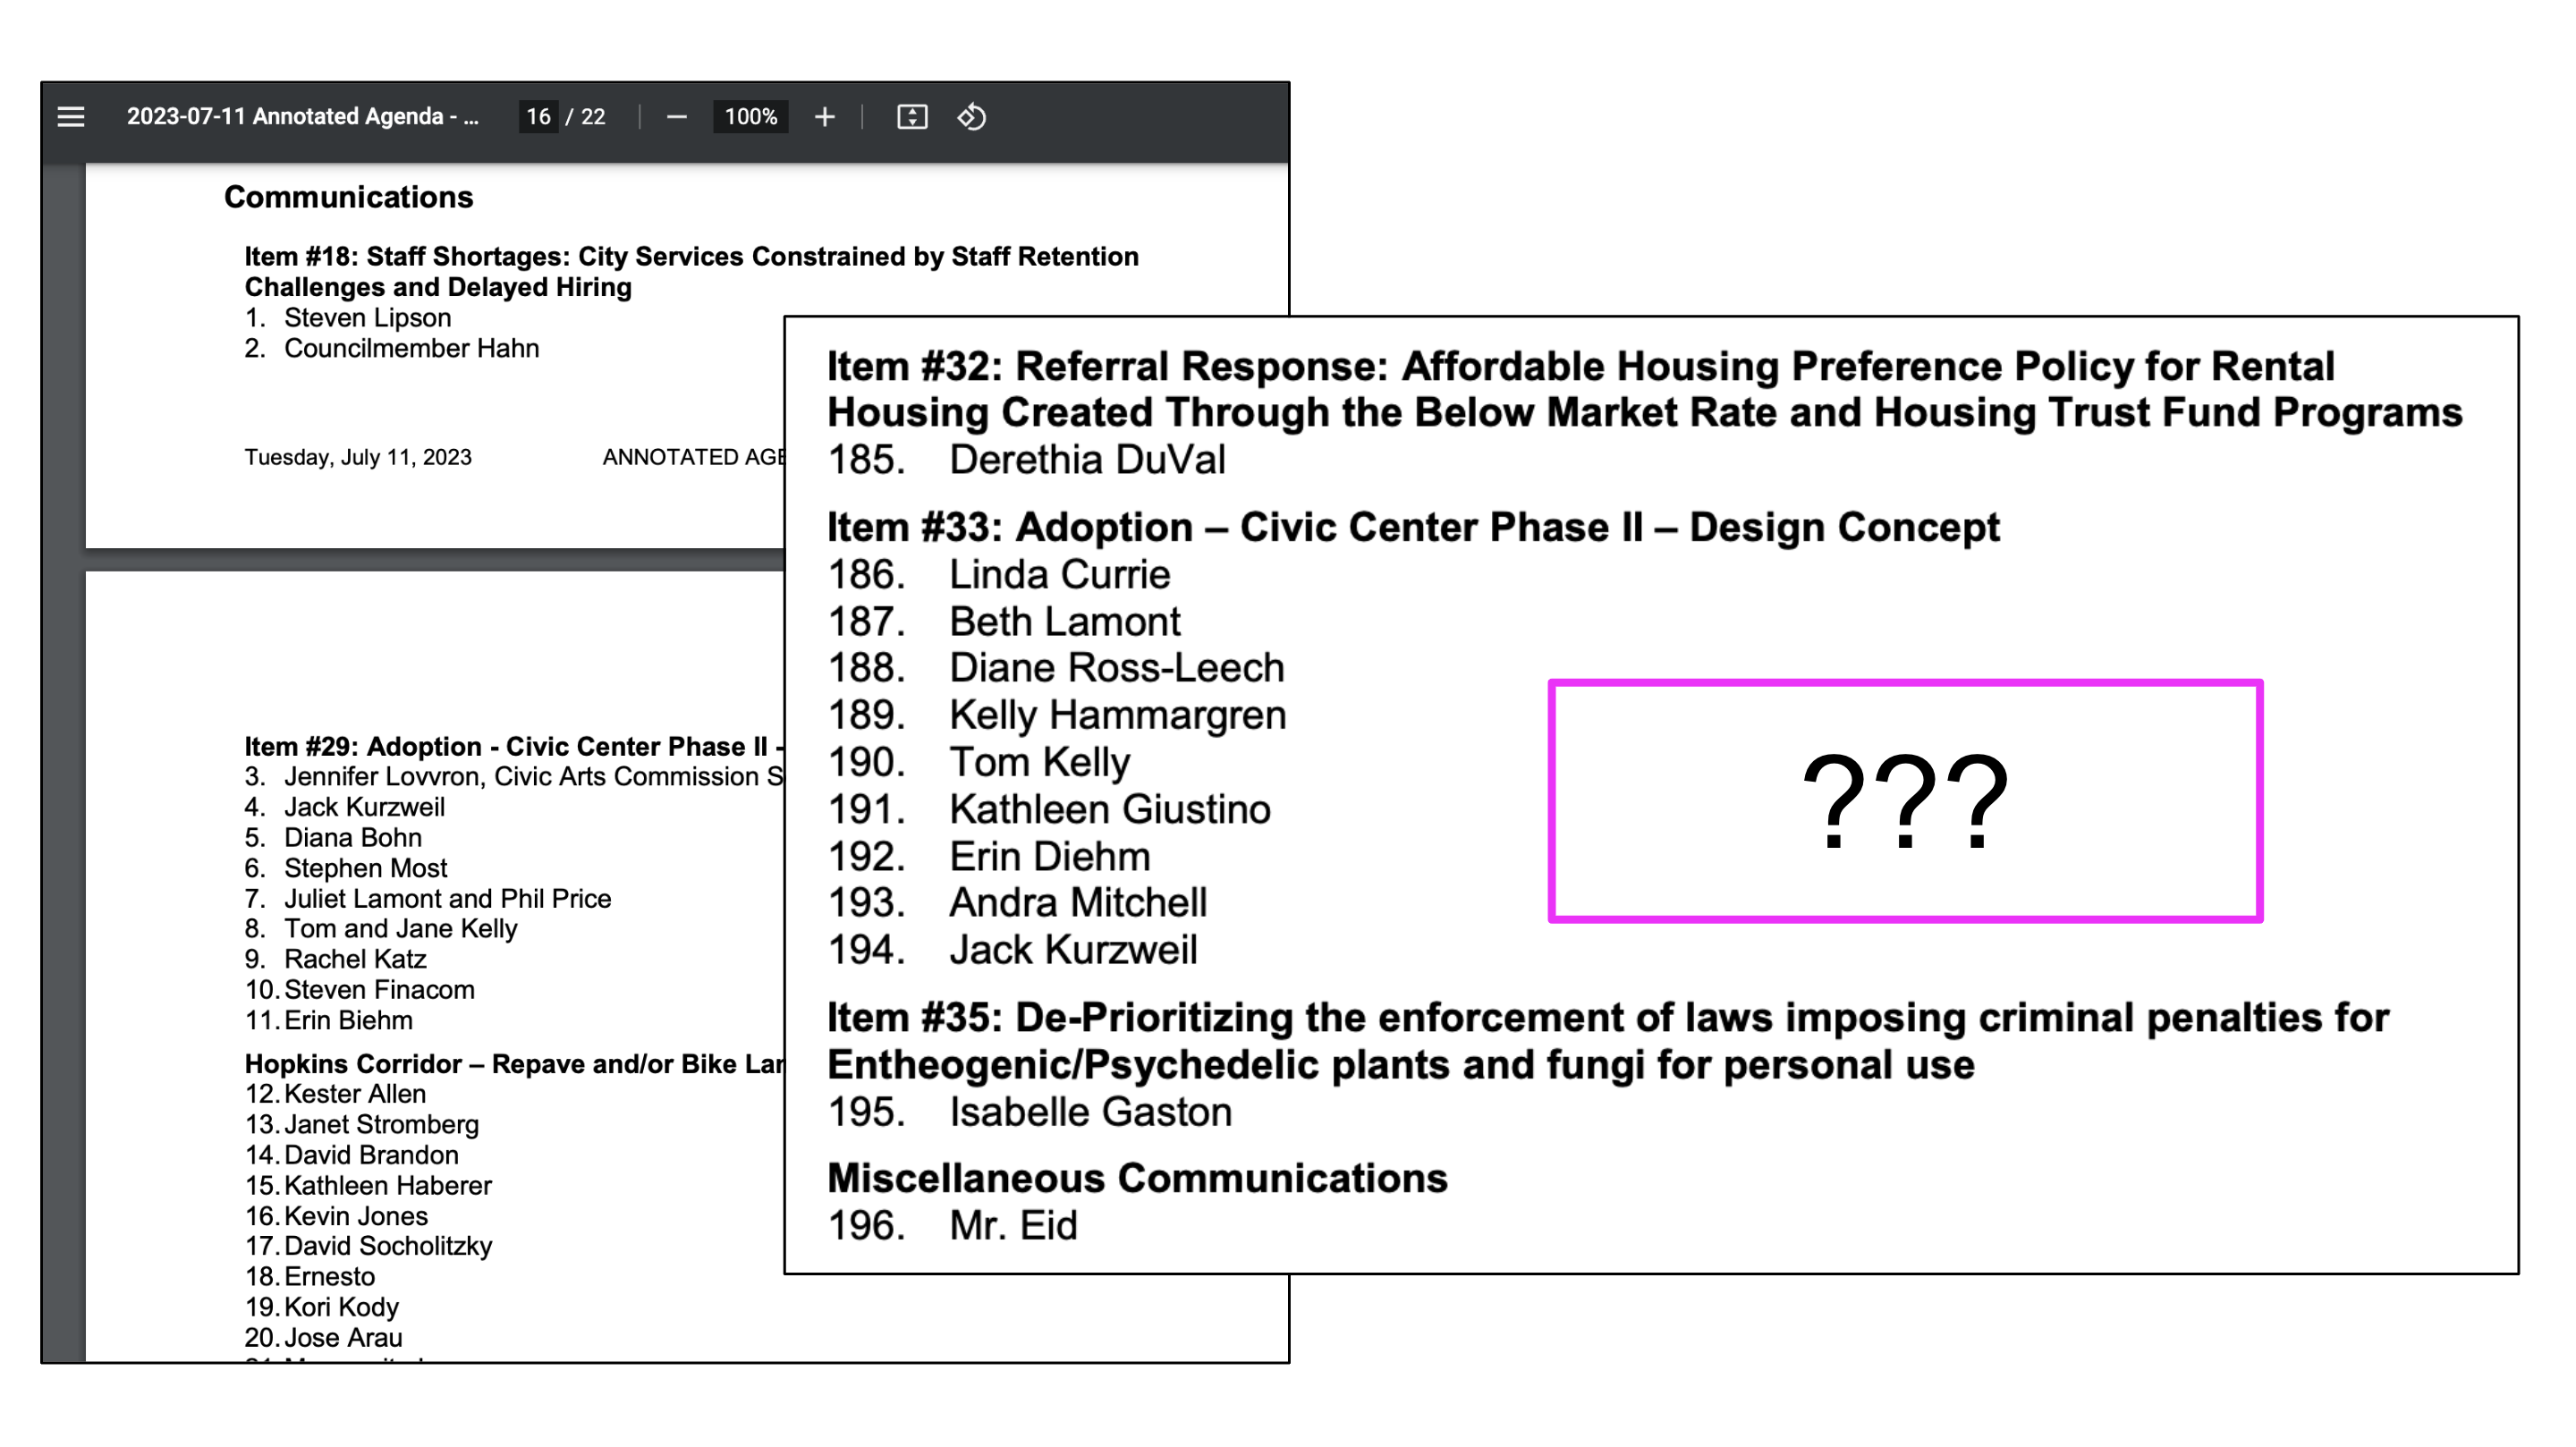 2023-07-11 Annotated Agenda - ...
16 / 22
100%
Communications
Item #18: Staff Shortages: City Services Constrained by Staff Retention
Challenges and Delayed Hiring
1. Steven Lipson
2. Councilmember Hahn
Tuesday, July 11, 2023 ANNOTATED AGE
Item #29: Adoption - Civic Center Phase II -
3. Jennifer Lovvron, Civic Arts Commission S
4. Jack Kurzweil
5. Diana Bohn
6. Stephen Most
7. Juliet Lamont and Phil Price
8. Tom and Jane Kelly
9. Rachel Katz
10. Steven Finacom
11. Erin Biehm
Hopkins Corridor – Repave and/or Bike Lan
12. Kester Allen
13. Janet Stromberg
14. David Brandon
15. Kathleen Haberer
16. Kevin Jones
17. David Socholitzky
18. Ernesto
19. Kori Kody
20. Jose Arau
Item #32: Referral Response: Affordable Housing Preference Policy for Rental
Housing Created Through the Below Market Rate and Housing Trust Fund Programs
185. Derethia DuVal
Item #33: Adoption – Civic Center Phase II – Design Concept
186. Linda Currie
187. Beth Lamont
188. Diane Ross-Leech
189. Kelly Hammargren
190. Tom Kelly
191. Kathleen Giustino
192. Erin Diehm
193. Andra Mitchell
194. Jack Kurzweil
???
Item #35: De-Prioritizing the enforcement of laws imposing criminal penalties for
Entheogenic/Psychedelic plants and fungi for personal use
195. Isabelle Gaston
Miscellaneous Communications
196. Mr. Eid